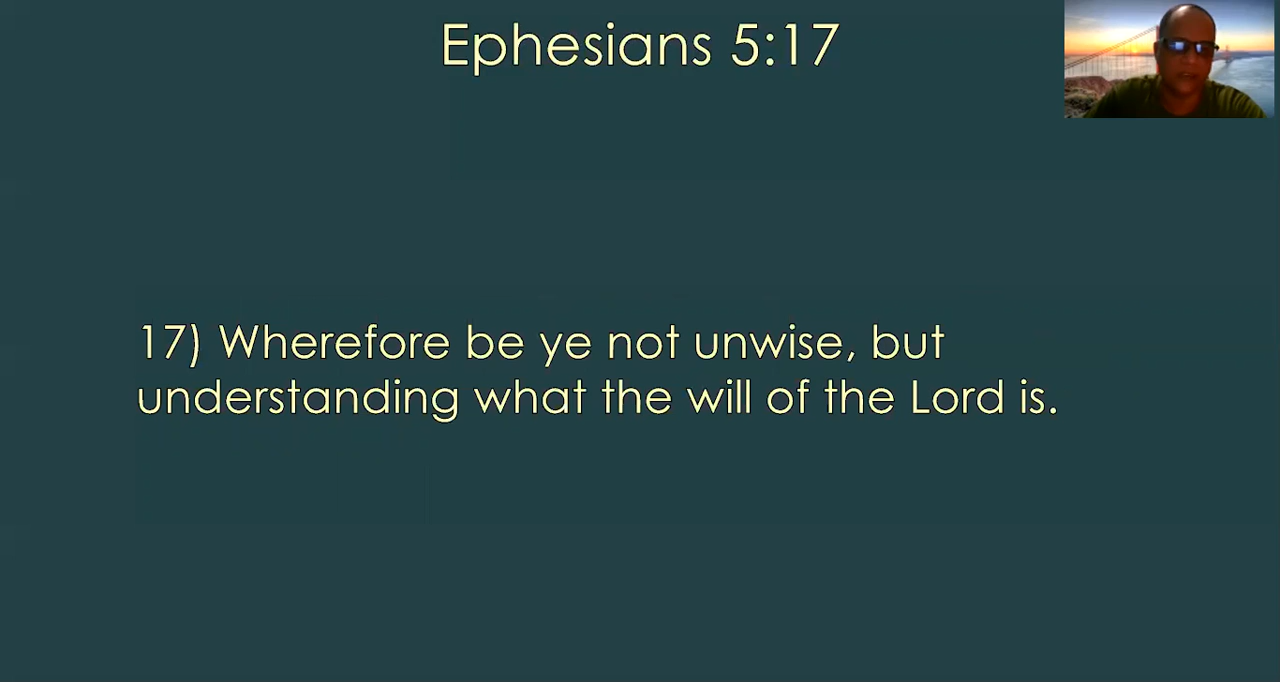 Ephesians 5:17
17) Wherefore be ye not unwise, but
understanding what the will of the Lord is.